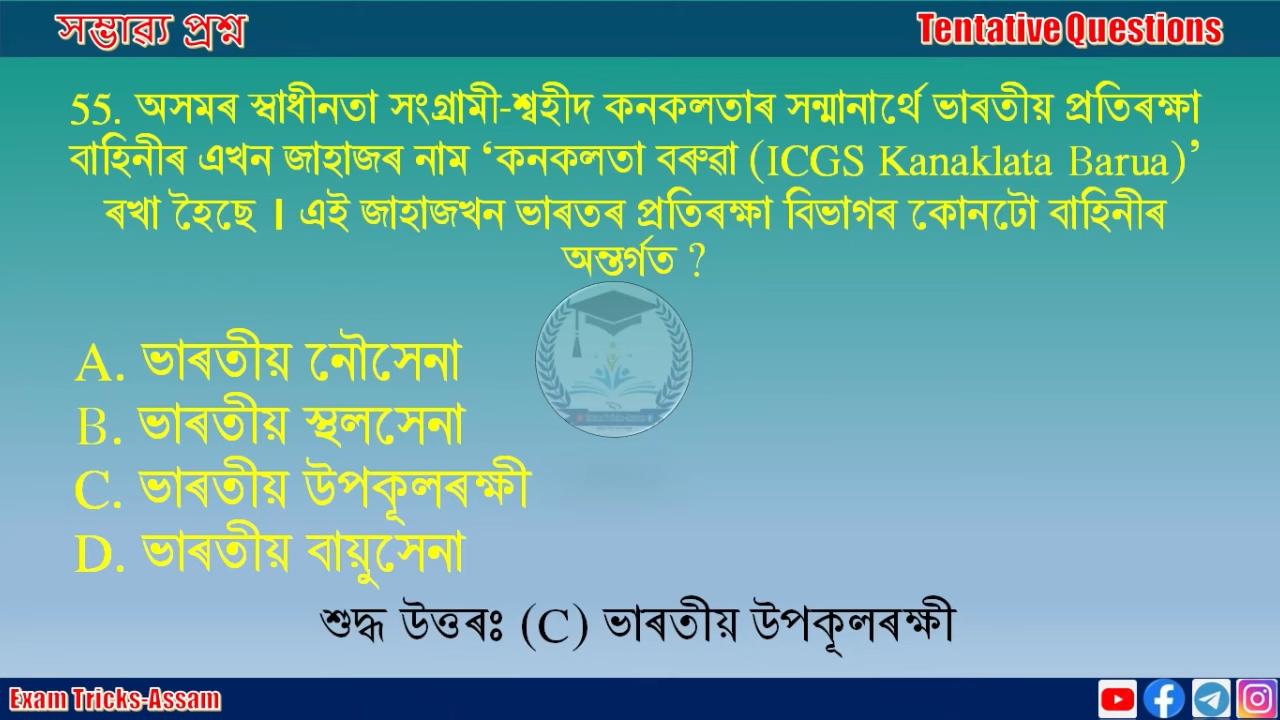 সম্ভাৱ্য প্ৰশ্ন
Tentative Questions
55. অসমৰ স্বাধীনতা সংগ্ৰামী-শ্বহীদ কনকলতাৰ সন্মানাৰ্থে ভাৰতীয় প্ৰতিৰক্ষা
বাহিনীৰ এখন জাহাজৰ নাম ‘কনকলতা বৰুৱা (ICGS Kanaklata Barua)’
ৰখা হৈছে । এই জাহাজখন ভাৰতৰ প্ৰতিৰক্ষা বিভাগৰ কোনটো বাহিনীৰ
অন্তৰ্গত ?
A. ভাৰতীয় নৌসেনা
B. ভাৰতীয় স্থলসেনা
C. ভাৰতীয় উপকূলৰক্ষী
D. ভাৰতীয় বায়ুসেনা
শুদ্ধ উত্তৰঃ (C) ভাৰতীয় উপকূলৰক্ষী
Exam Tricks-Assam